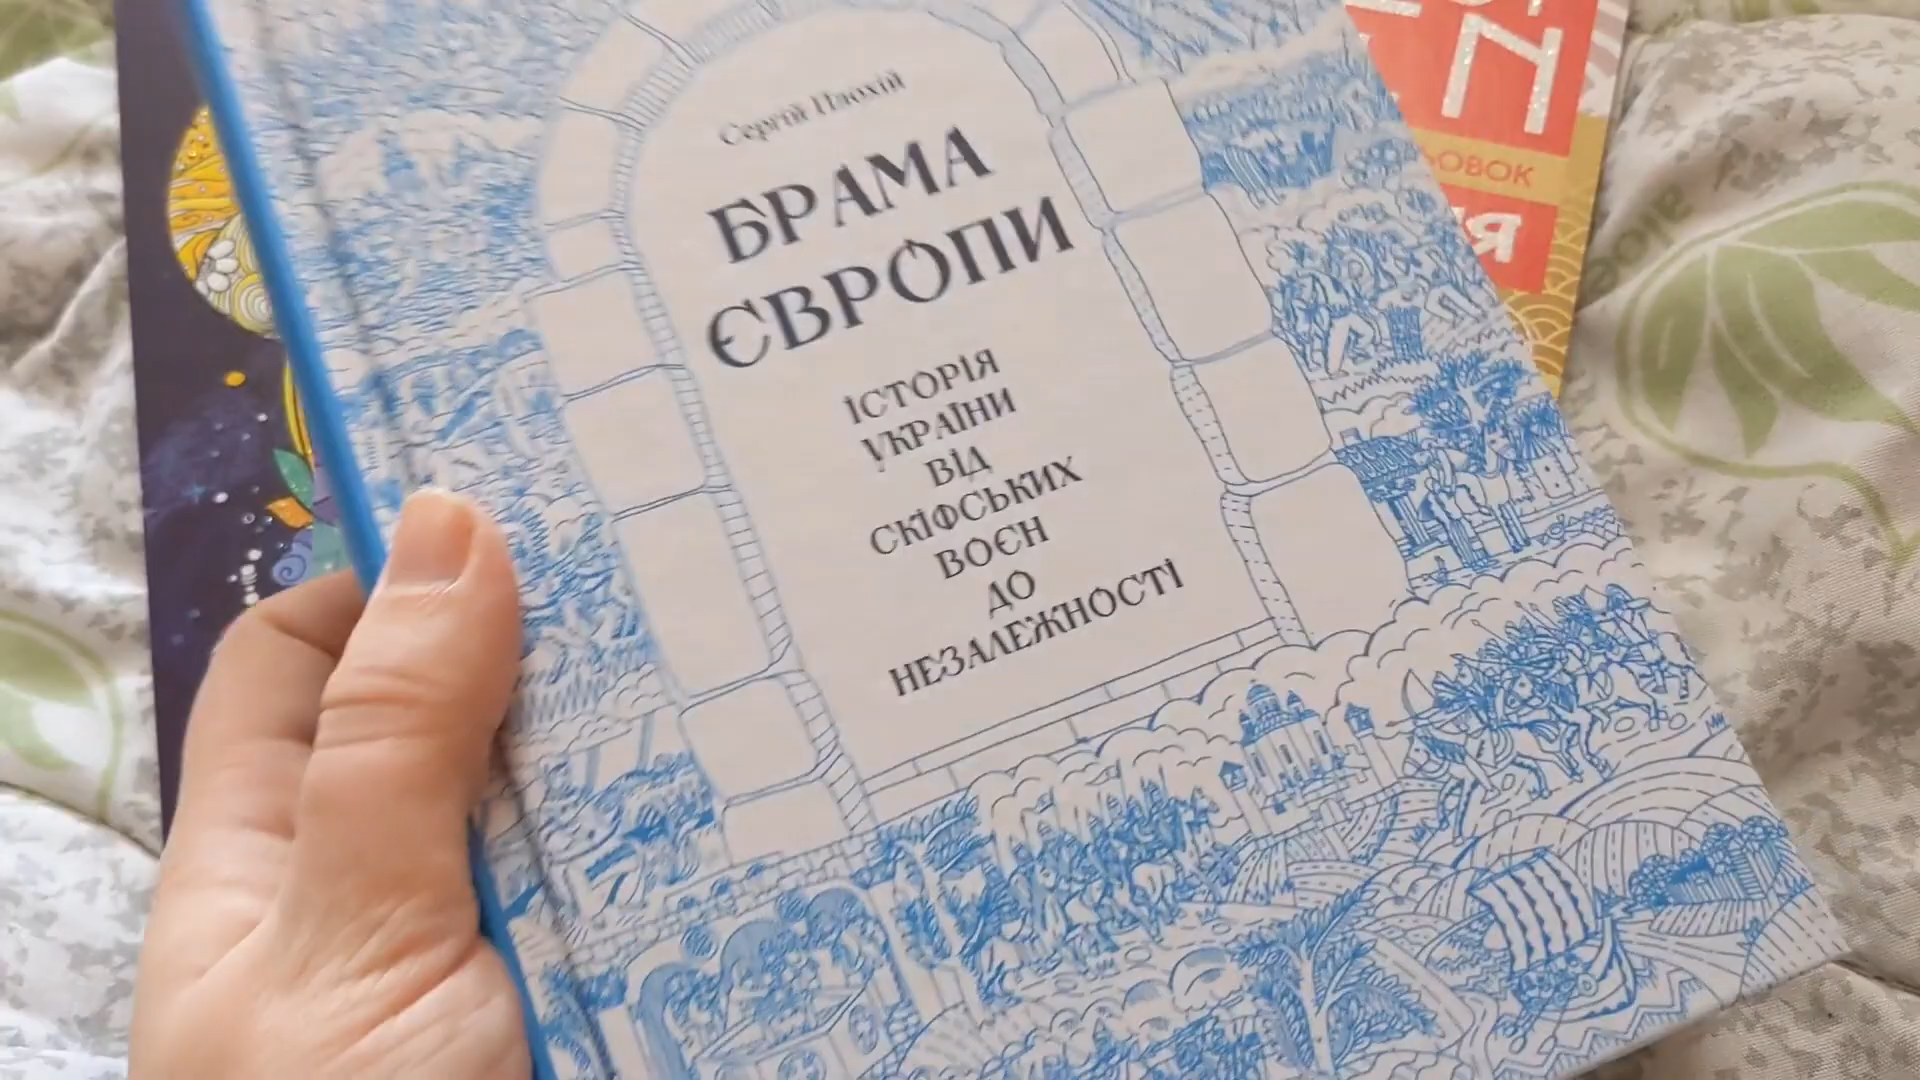 Сергій Плохій
БРАМА
ЄВРОПИ
ІСТОРІЯ
УКРАЇНИ
ВІД
СКІФСЬКИХ
ВОЄН
ДО
НЕЗАЛЕЖНОСТІ